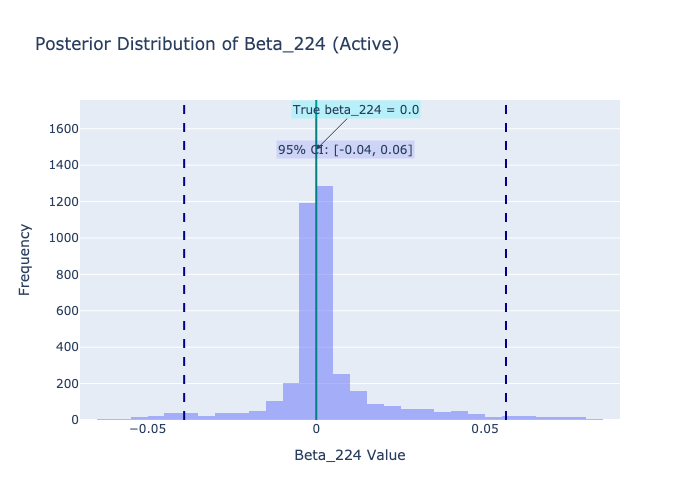 Posterior Distribution of Beta_224 (Active)
True beta_224 = 0.0
95% CI: [-0.04, 0.06]
1600
1400
1200
1000
800
600
400
200
0
Frequency
−0.05
0
0.05
Beta_224 Value